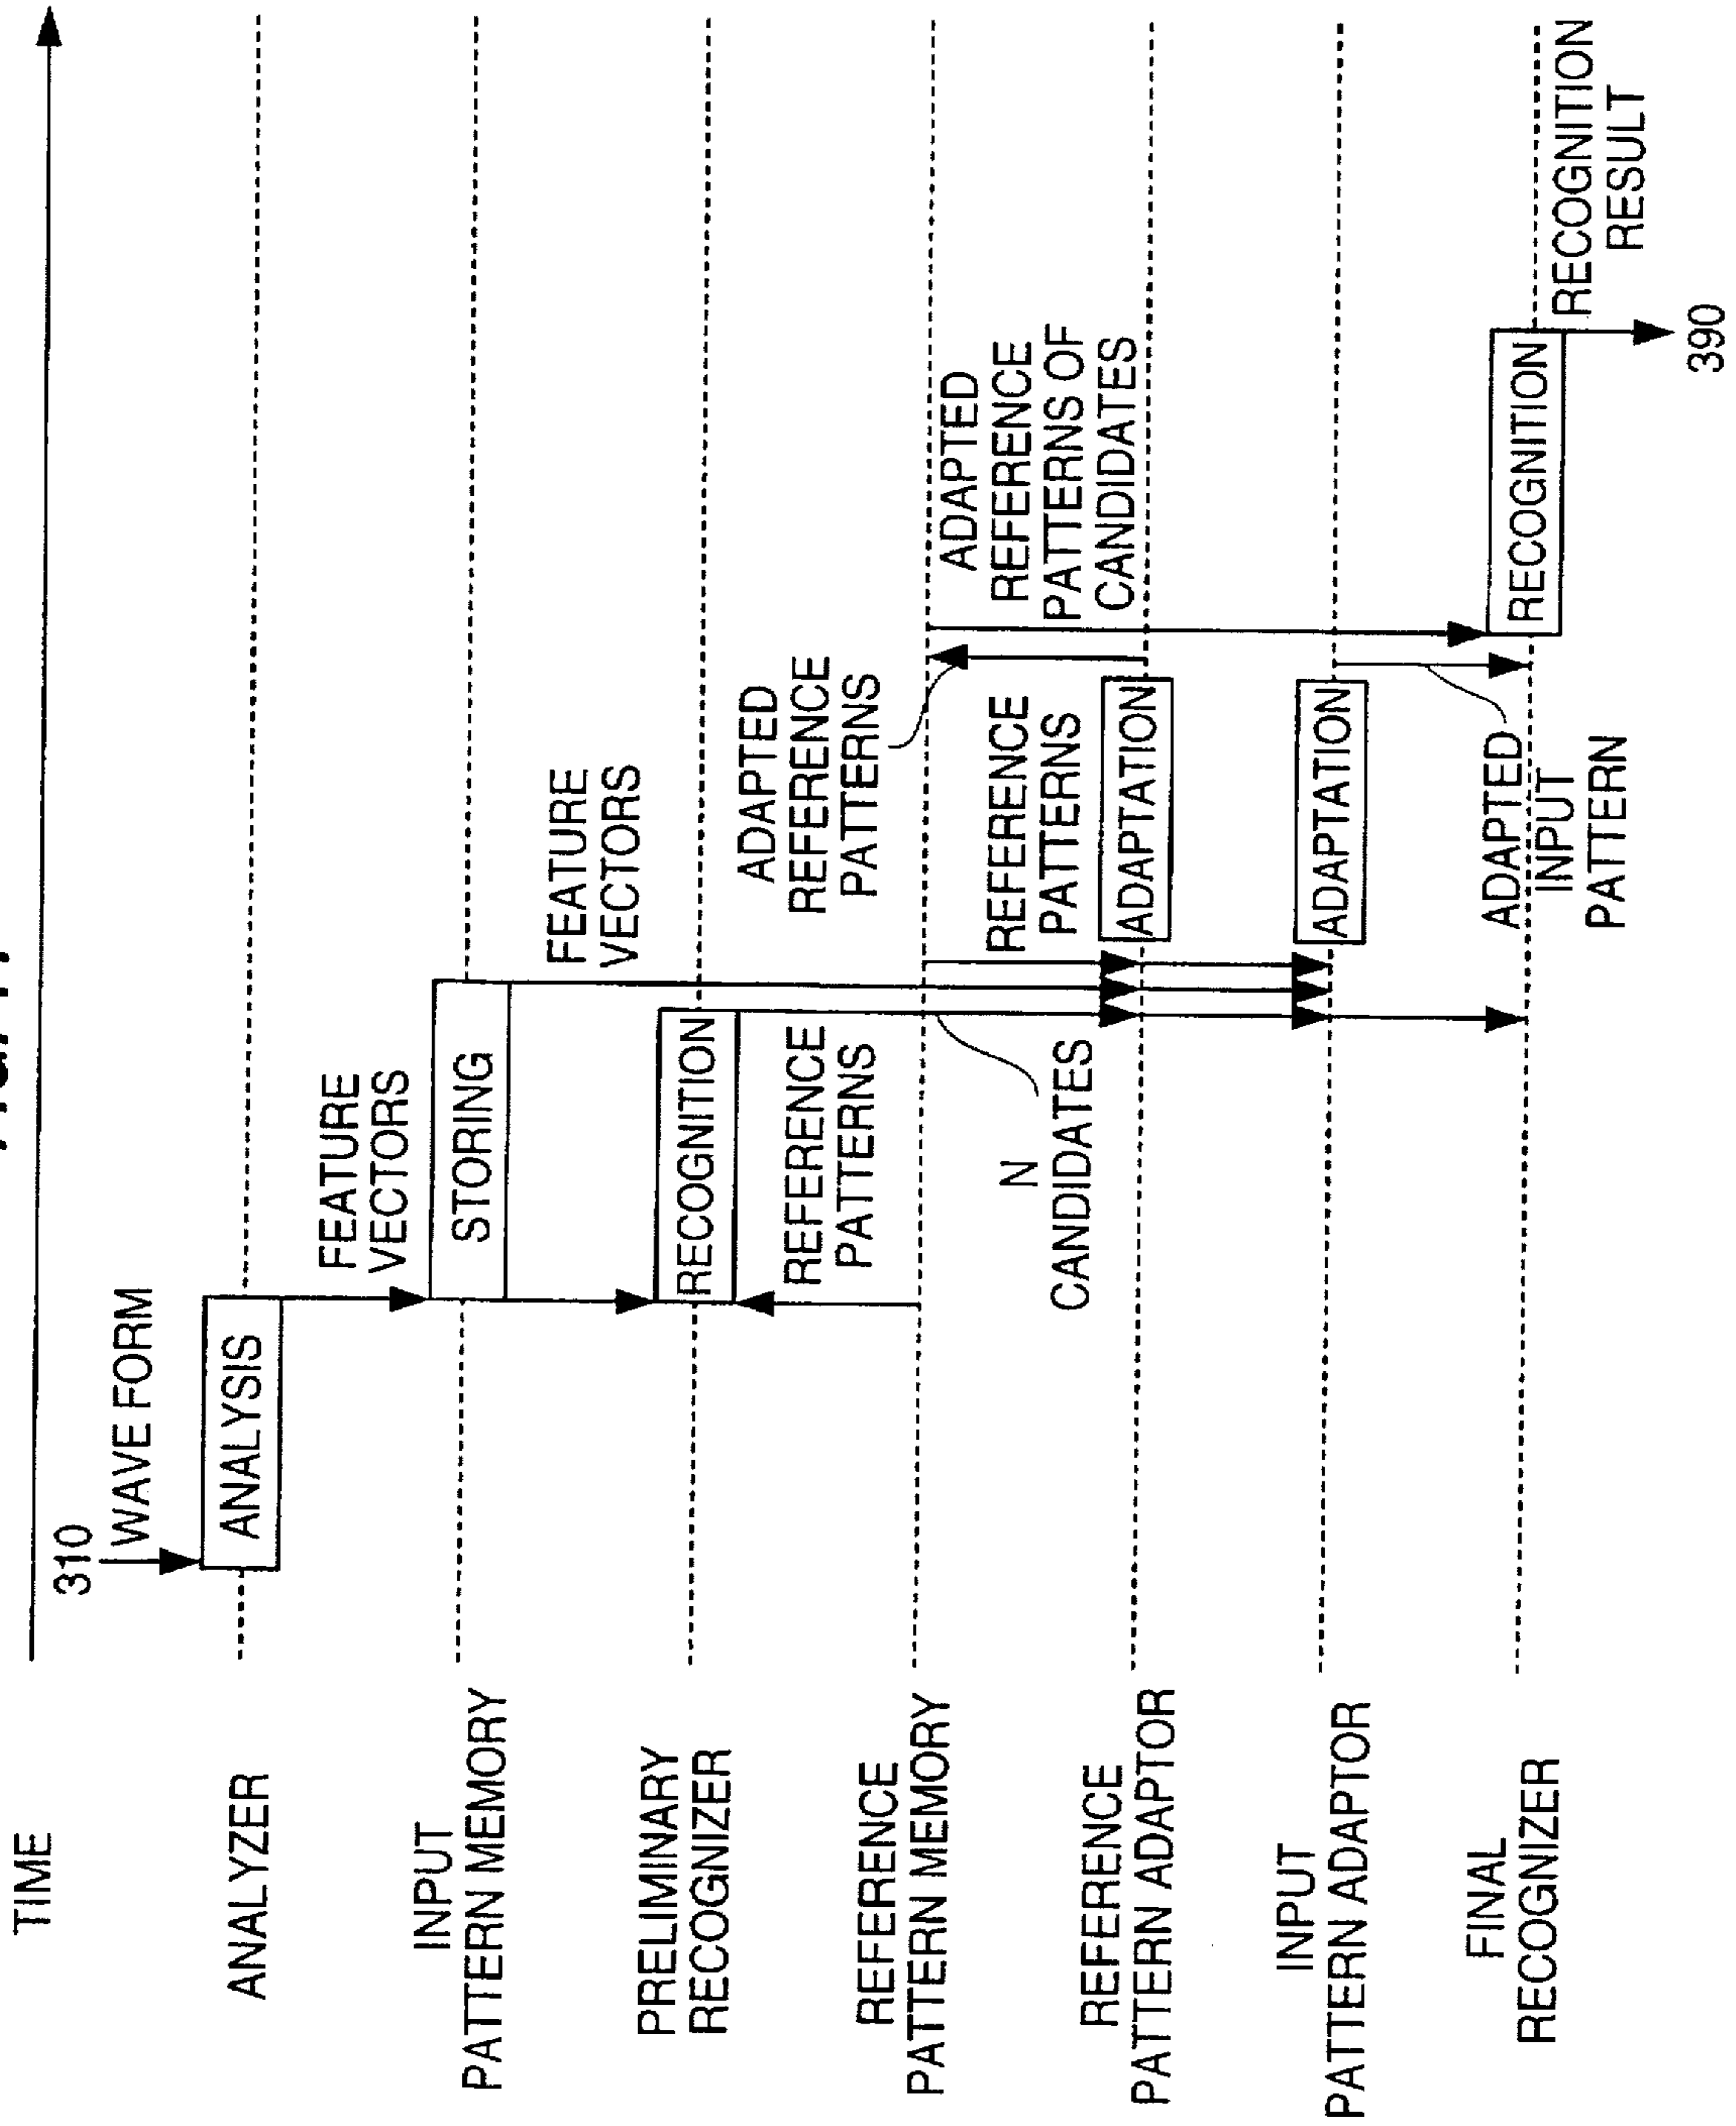 TIME
310
WAVE FORM
ANALYZER
ANALYSIS
FEATURE
VECTORS
INPUT
PATTERN MEMORY
STORING
FEATURE
VECTORS
PRELIMINARY
RECOGNIZER
RECOGNITION
REFERENCE
PATTERNS
ADAPTED
REFERENCE
PATTERNS
REFERENCE
PATTERN MEMORY
N
CANDIDATES
REFERENCE
PATTERNS
ADAPTED
REFERENCE
PATTERNS OF
CANDIDATES
REFERENCE
PATTERN ADAPTOR
ADAPTATION
INPUT
PATTERN ADAPTOR
ADAPTATION
ADAPTED
INPUT
PATTERN
FINAL
RECOGNIZER
RECOGNITION
RECOGNITION
RESULT
390